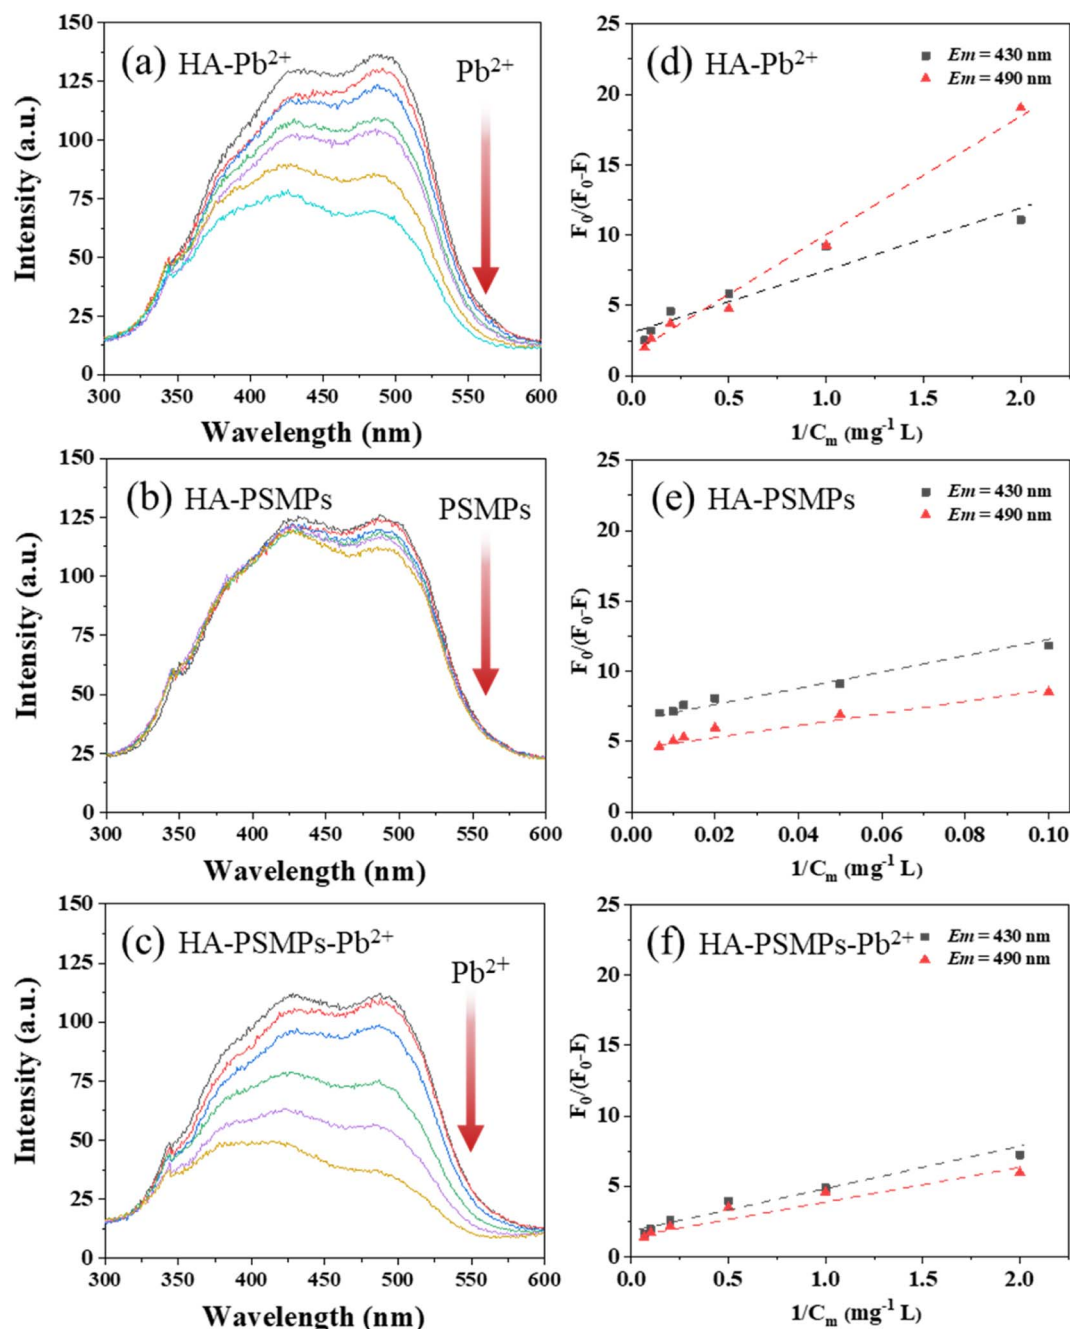 (a) HA-Pb²⁺
Pb²⁺
150
125
100
75
50
25
0
300 350 400 450 500 550 600
Intensity (a.u.)
Wavelength (nm)
(d) HA-Pb²⁺
Em = 430 nm
Em = 490 nm
25
20
15
10
5
0
0.0 0.5 1.0 1.5 2.0
F₀/(F₀-F)
1/Cₘ (mg⁻¹ L)
(b) HA-PSMPs
PSMPs
150
125
100
75
50
25
0
300 350 400 450 500 550 600
Intensity (a.u.)
Wavelength (nm)
(e) HA-PSMPs
Em = 430 nm
Em = 490 nm
25
20
15
10
5
0
0.00 0.02 0.04 0.06 0.08 0.10
F₀/(F₀-F)
1/Cₘ (mg⁻¹ L)
(c) HA-PSMPs-Pb²⁺
Pb²⁺
150
125
100
75
50
25
0
300 350 400 450 500 550 600
Intensity (a.u.)
Wavelength (nm)
(f) HA-PSMPs-Pb²⁺
Em = 430 nm
Em = 490 nm
25
20
15
10
5
0
0.0 0.5 1.0 1.5 2.0
F₀/(F₀-F)
1/Cₘ (mg⁻¹ L)